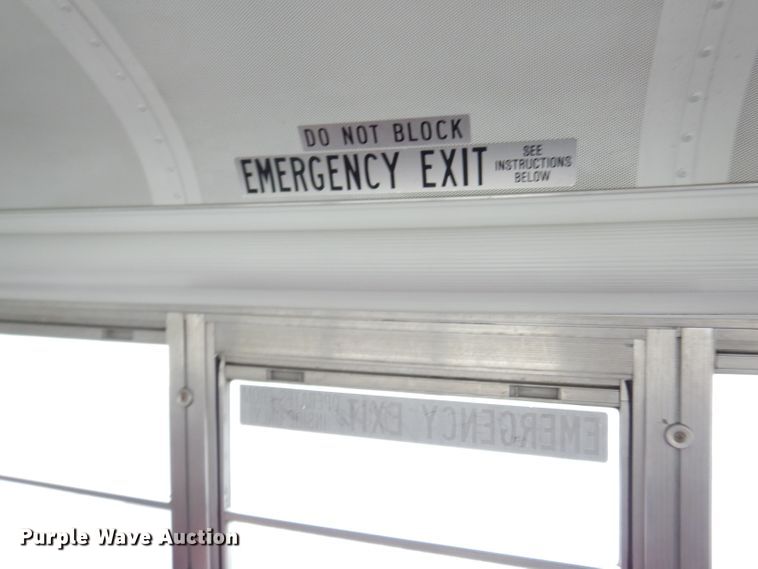 DO NOT BLOCK
EMERGENCY EXIT
SEE
INSTRUCTIONS
BELOW
EMERGENCY EXIT
Purple Wave Auction